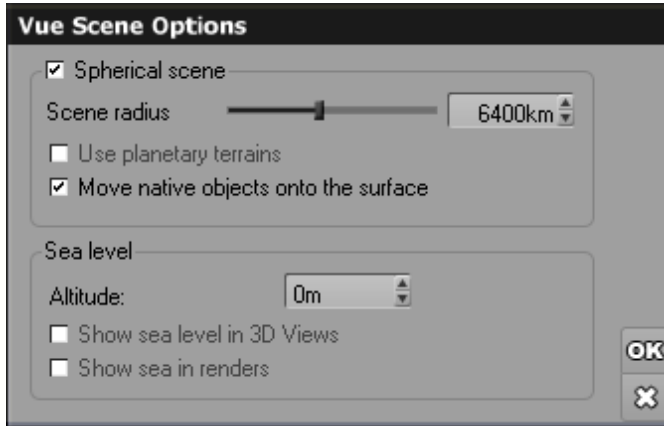 Vue Scene Options
Spherical scene
Scene radius 6400km
Use planetary terrains
Move native objects onto the surface
Sea level
Altitude: 0m
Show sea level in 3D Views
Show sea in renders
OK